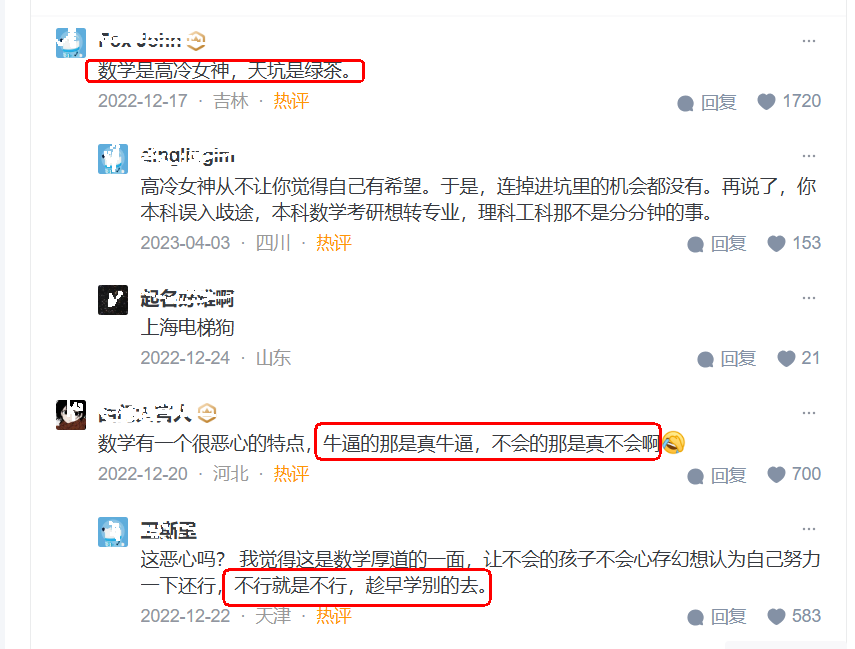 数学是高冷女神，天坑是绿茶。
2022-12-17 · 吉林 · 热评
回复 1720
高冷女神从不让你觉得自己有希望。于是，连掉进坑里的机会都没有。再说了，你
本科误入歧途，本科数学考研想转专业，理科工科那不是分分钟的事。
2023-04-03 · 四川 · 热评
回复 153
上海电梯狗
2022-12-24 · 山东
回复 21
数学有一个很恶心的特点，牛逼的那是真牛逼，不会的那是真不会啊
2022-12-20 · 河北 · 热评
回复 700
这恶心吗？ 我觉得这是数学厚道的一面，让不会的孩子不会心存幻想认为自己努力
一下还行，不行就是不行，趁早学别的去。
2022-12-22 · 天津 · 热评
回复 583